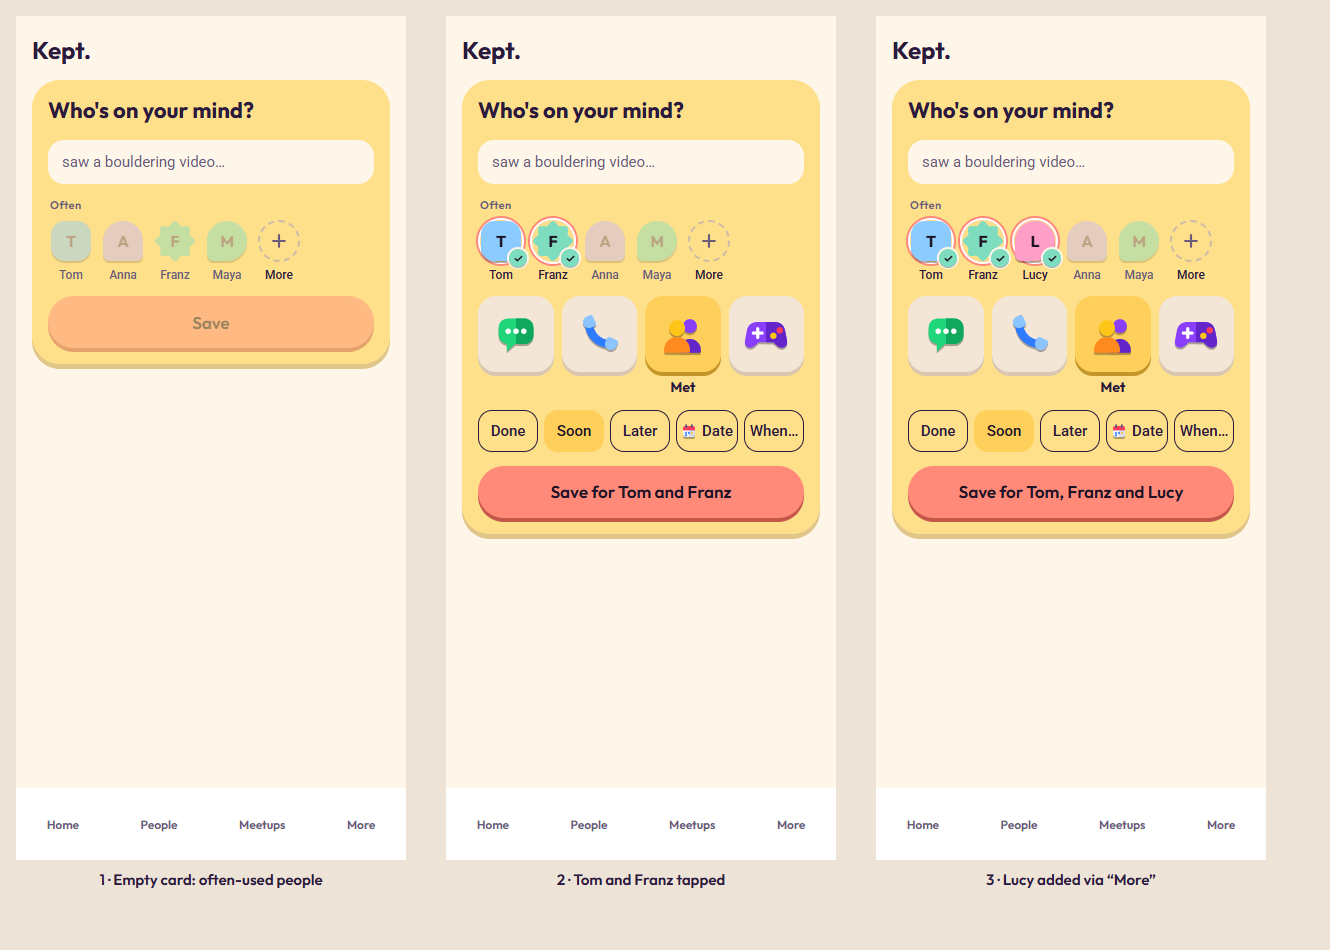 Kept.
Who's on your mind?
saw a bouldering video...
Often
T A F M +
Tom Anna Franz Maya More
Save
Home People Meetups More
1 · Empty card: often-used people
Kept.
Who's on your mind?
saw a bouldering video...
Often
T F A M +
Tom Franz Anna Maya More
Met
Done Soon Later Date When...
Save for Tom and Franz
Home People Meetups More
2 · Tom and Franz tapped
Kept.
Who's on your mind?
saw a bouldering video...
Often
T F L A M +
Tom Franz Lucy Anna Maya More
Met
Done Soon Later Date When...
Save for Tom, Franz and Lucy
Home People Meetups More
3 · Lucy added via “More”